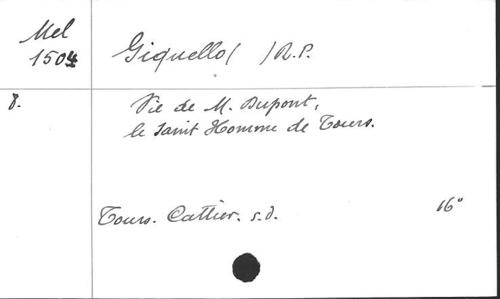 Mel
1504
Giquello( ) R.P.
8. Vie de M. Dupont,
le Saint Homme de Tours.
Tours. Cattier. s.d. 16°